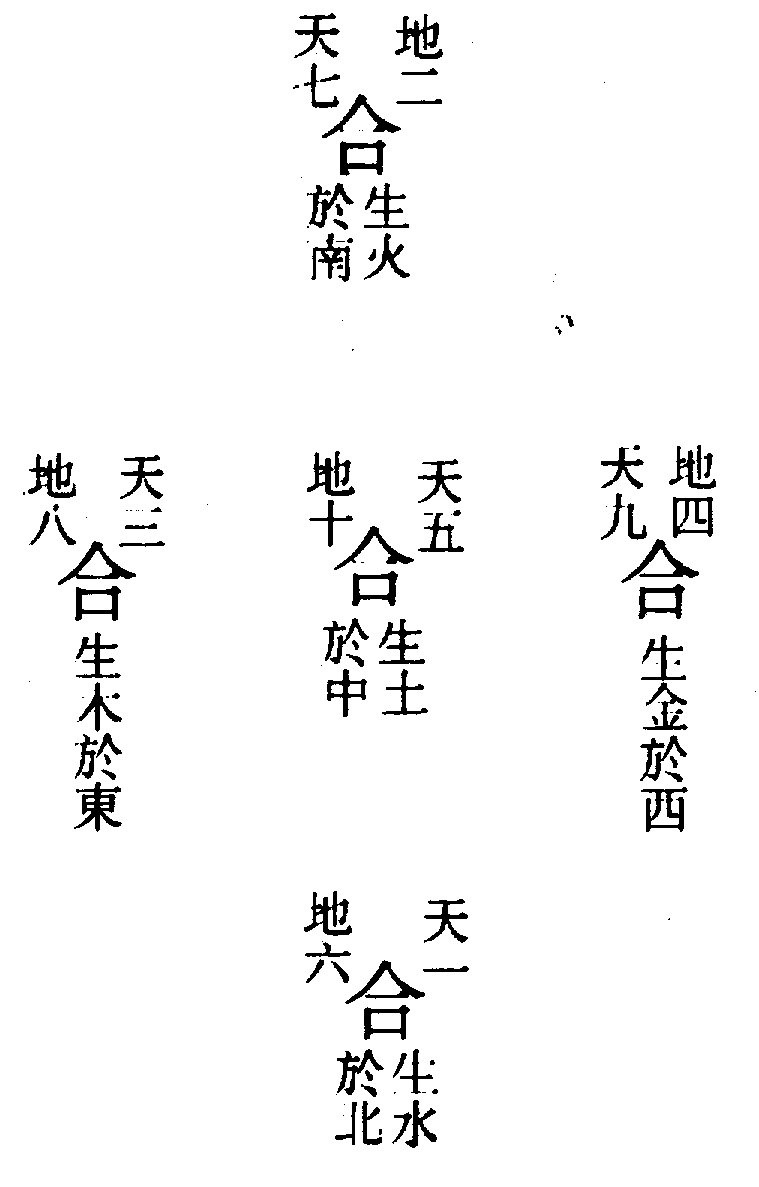 地二
天七
合
生火
於南
地四
天九
合
生金於西
天五
地十
合
生土
於中
天三
地八
合
生木於東
天一
地六
合
生水
於北